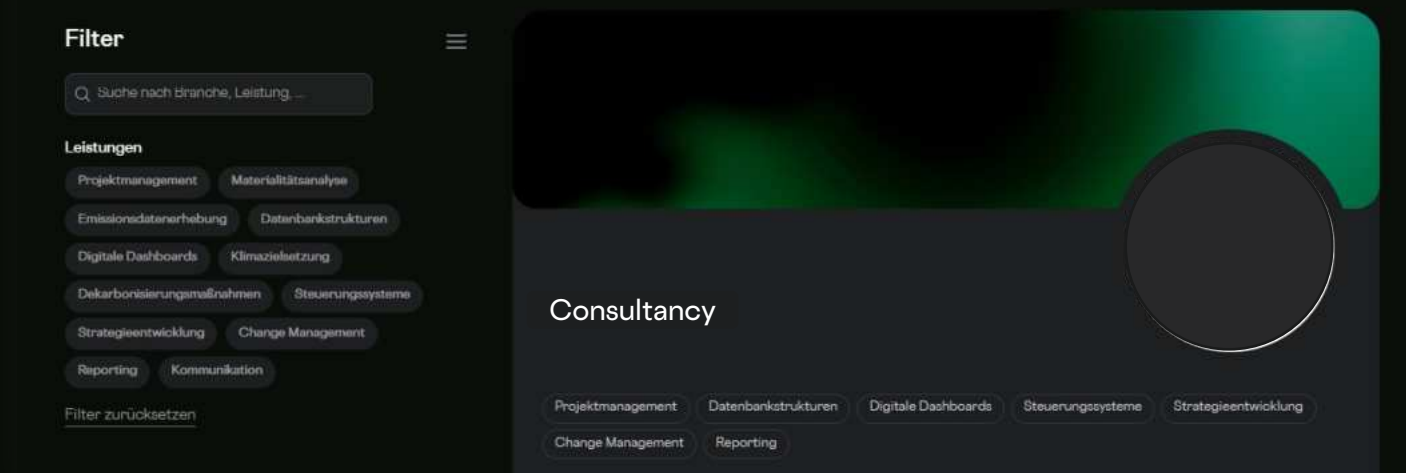 Filter
Suche nach Branche, Leistung, ...
Leistungen
Projektmanagement Materialitätsanalyse
Emissionsdatenerhebung Datenbankstrukturen
Digitale Dashboards Klimazielsetzung
Dekarbonisierungsmaßnahmen Steuerungssysteme
Strategieentwicklung Change Management
Reporting Kommunikation
Filter zurücksetzen
Consultancy
Projektmanagement Datenbankstrukturen Digitale Dashboards Steuerungssysteme Strategieentwicklung
Change Management Reporting